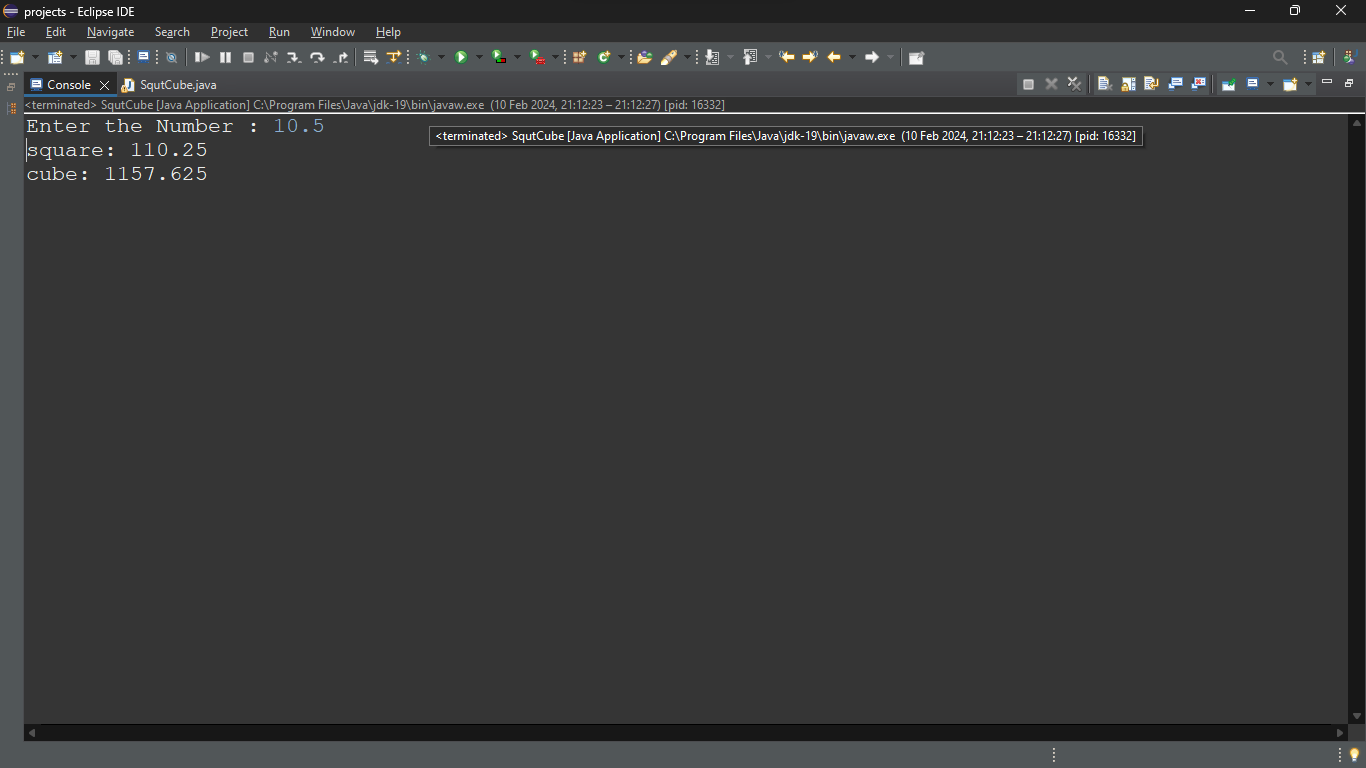 projects - Eclipse IDE
File Edit Navigate Search Project Run Window Help
Console SqutCube.java
<terminated> SqutCube [Java Application] C:\Program Files\Java\jdk-19\bin\javaw.exe (10 Feb 2024, 21:12:23 – 21:12:27) [pid: 16332]
Enter the Number : 10.5
<terminated> SqutCube [Java Application] C:\Program Files\Java\jdk-19\bin\javaw.exe (10 Feb 2024, 21:12:23 – 21:12:27) [pid: 16332]
square: 110.25
cube: 1157.625